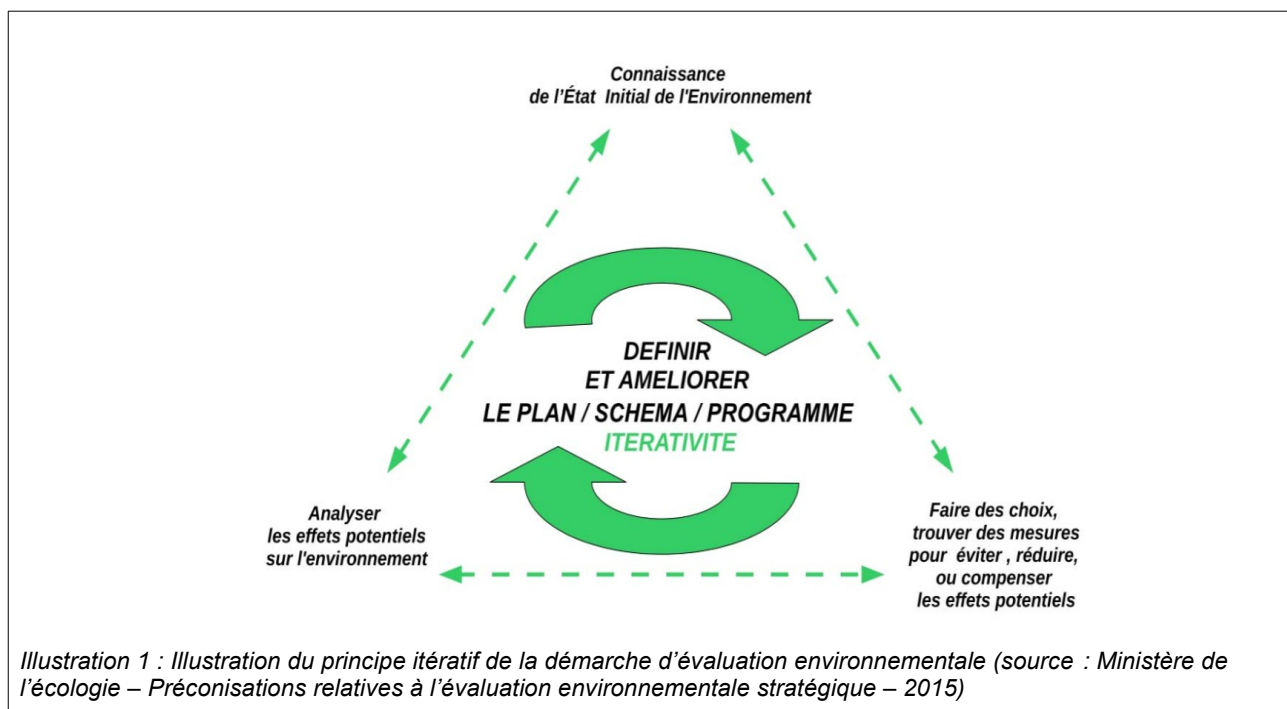 Connaissance
de l’État Initial de l'Environnement
DEFINIR
ET AMELIORER
LE PLAN / SCHEMA / PROGRAMME
ITERATIVITE
Analyser
les effets potentiels
sur l'environnement
Faire des choix,
trouver des mesures
pour éviter , réduire,
ou compenser
les effets potentiels
Illustration 1 : Illustration du principe itératif de la démarche d’évaluation environnementale (source : Ministère de
l’écologie – Préconisations relatives à l’évaluation environnementale stratégique – 2015)